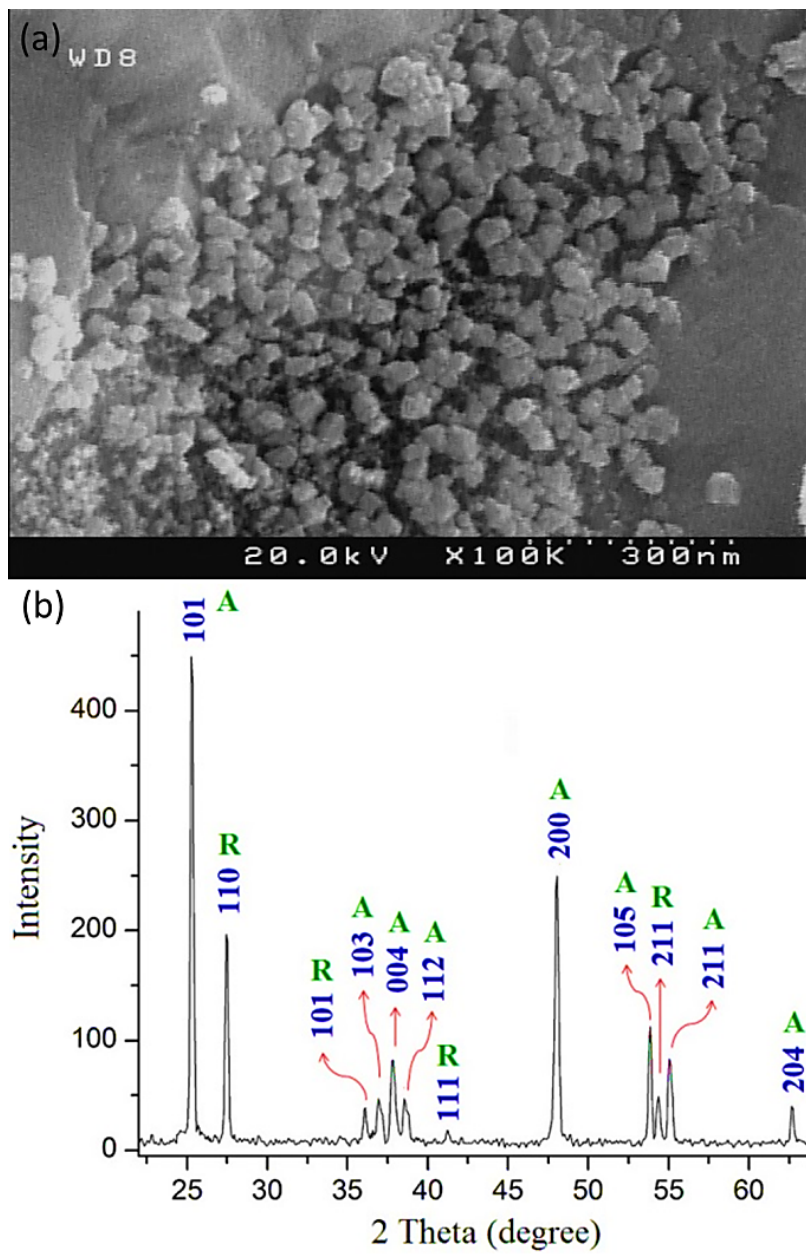 (a)
WD8
20.0kV X100K 300nm
(b)
101 A
110 R
101 R
103 A
004 A
112 A
111 R
200 A
105 A
211 R
211 A
204 A
400
300
200
100
0
Intensity
25 30 35 40 45 50 55 60
2 Theta (degree)